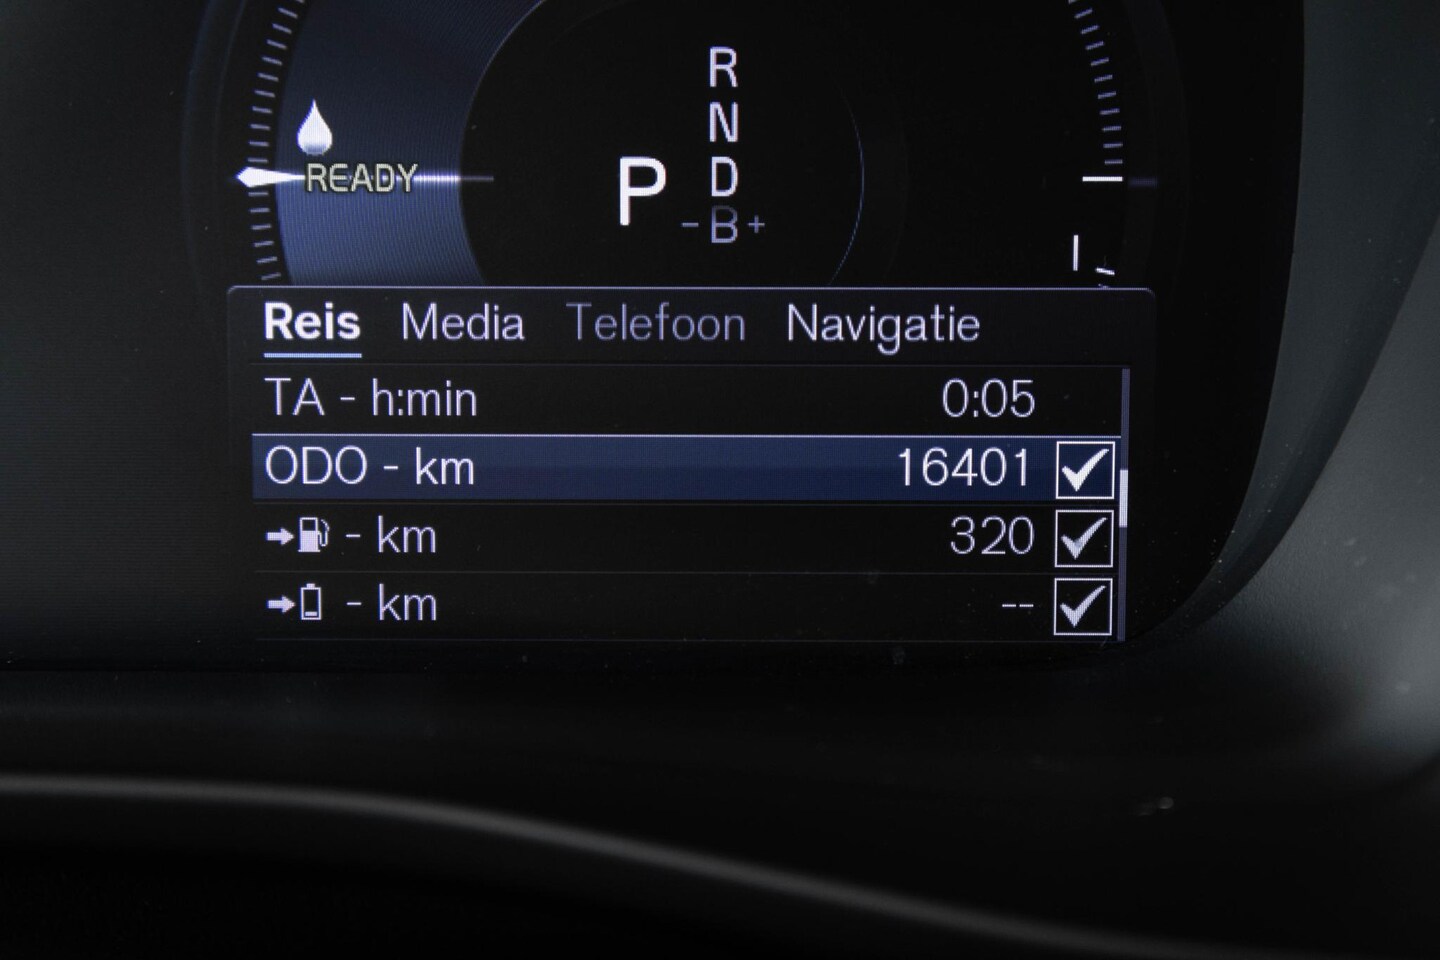 R
N
D
READY
P
- B +
Reis Media Telefoon Navigatie
TA - h:min 0:05
ODO - km 16401
- km 320
- km --